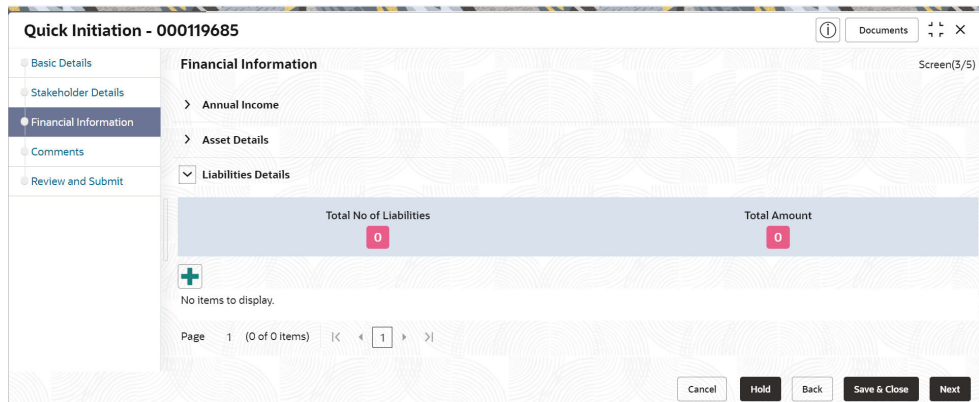 Quick Initiation - 000119685
Documents
Basic Details
Stakeholder Details
Financial Information
Comments
Review and Submit
Financial Information
Screen(3/5)
Annual Income
Asset Details
Liabilities Details
Total No of Liabilities
0
Total Amount
0
No items to display.
Page 1 (0 of 0 items) 1
Cancel Hold Back Save & Close Next